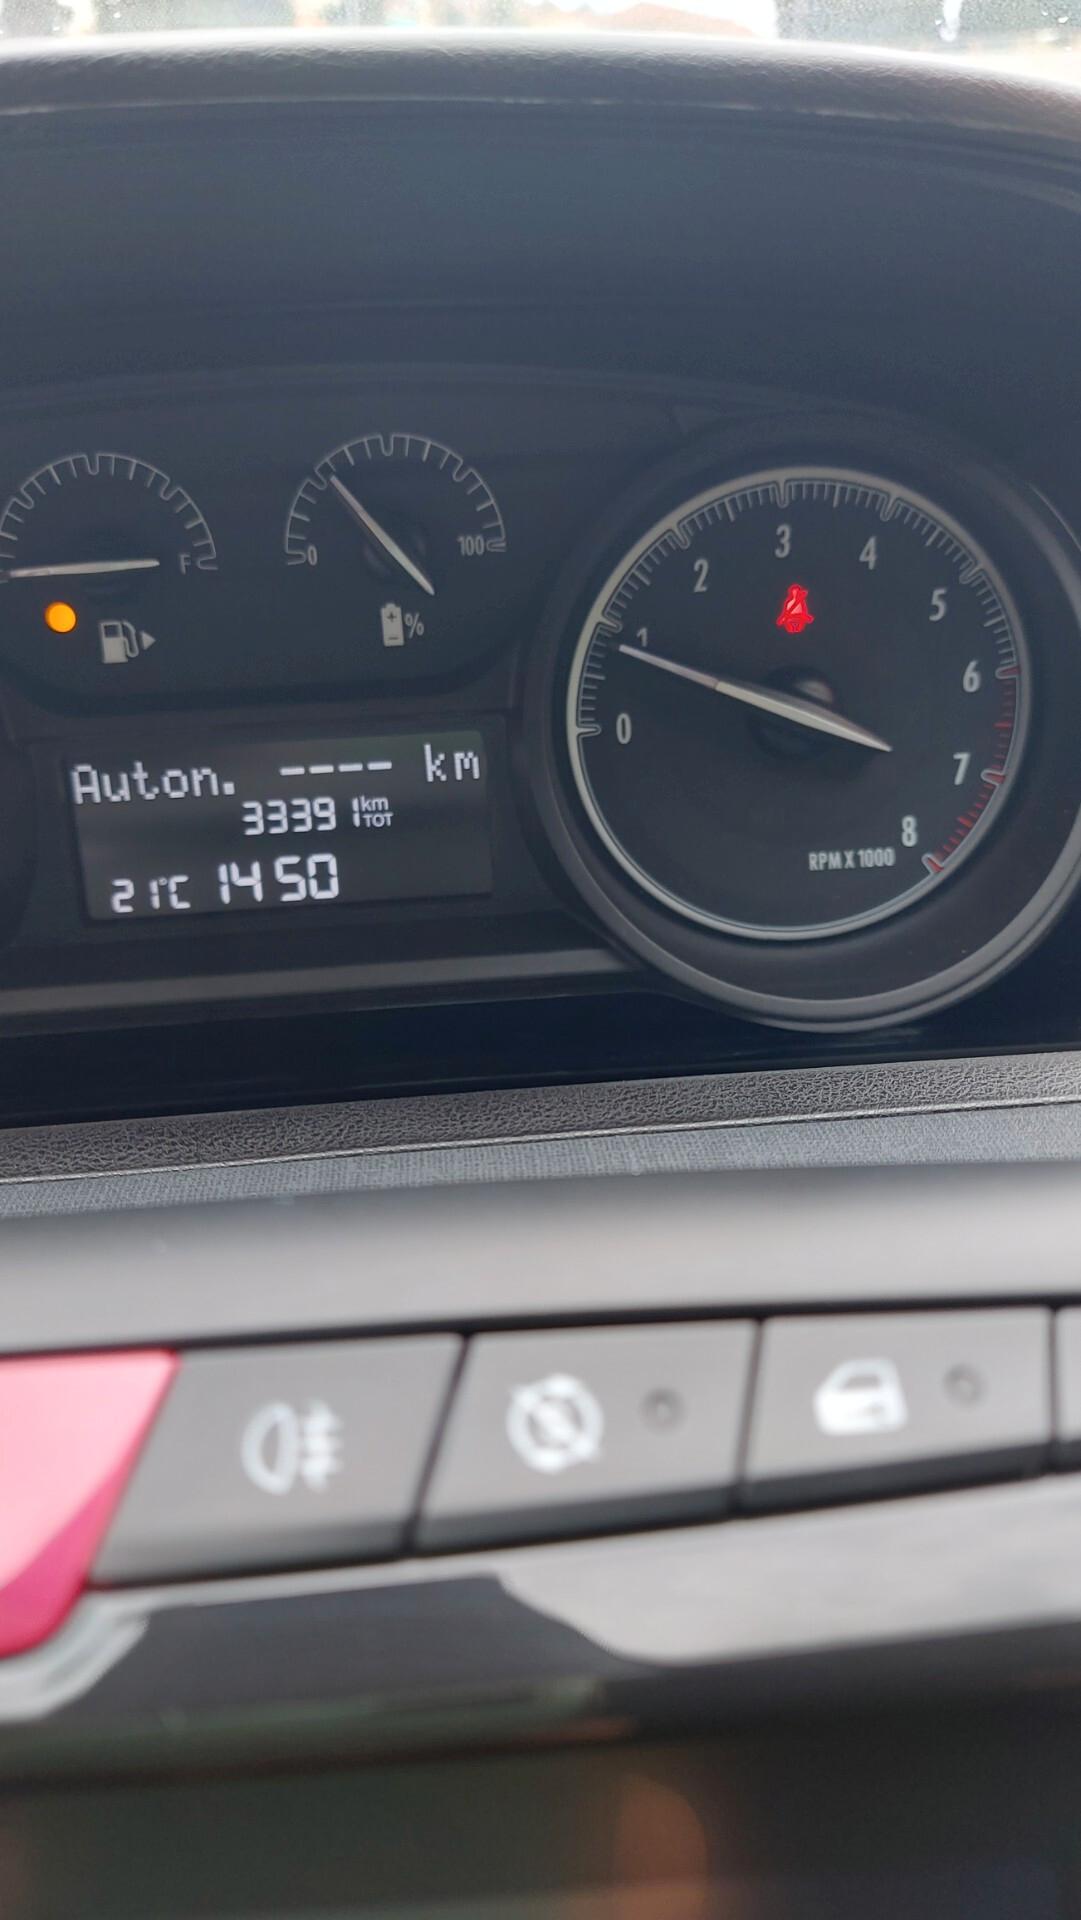 F
0 100
%
0 1 2 3 4 5 6 7 8
RPM X 1000
Auton. ---- km
33391 km TOT
21°C 14 50